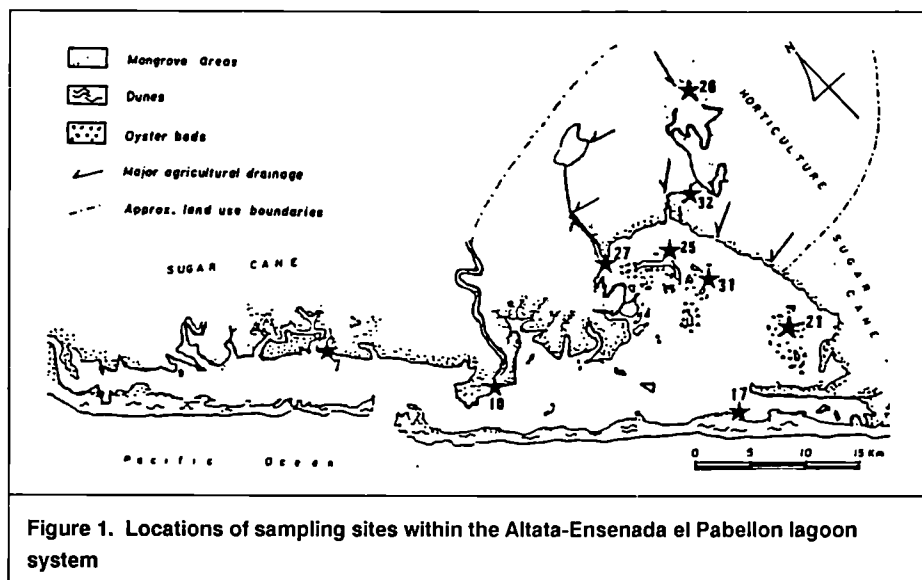 Mangrove Areas
Dunes
Oyster beds
Major agricultural drainage
Approx. land use boundaries
N
26
HORTICULTURE
32
SUGAR CANE
27
25
31
SUGAR CANE
21
7
18
17
Pacific Ocean
0 5 10 15 Km
Figure 1. Locations of sampling sites within the Altata-Ensenada el Pabellon lagoon
system